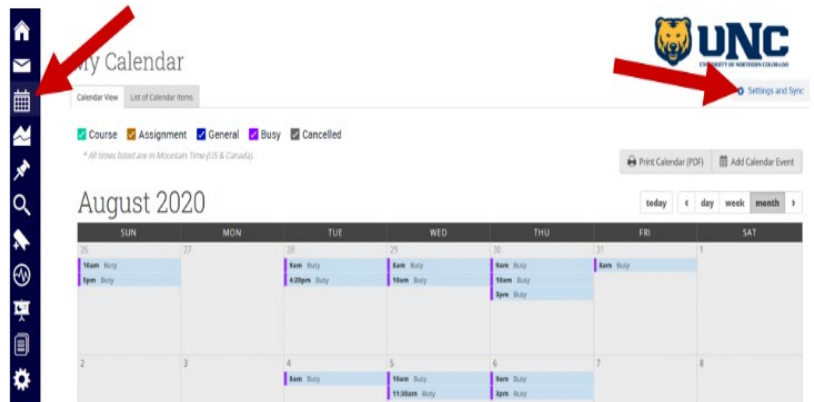 My Calendar
UNC
UNIVERSITY OF NORTHERN COLORADO
Settings and Sync
Calendar View List of Calendar Items
Course Assignment General Busy Cancelled
* All times listed are in Mountain Time (US & Canada).
Print Calendar (PDF) Add Calendar Event
August 2020
today ‹ day week month ›
SUN MON TUE WED THU FRI SAT
26 27 28 29 30 31 1
10am Busy 9am Busy 8am Busy 9am Busy 8am Busy
5pm Busy 4:20pm Busy 10am Busy 10am Busy
3pm Busy
2 3 4 5 6 7 8
8am Busy 10am Busy 9am Busy
11:30am Busy 3pm Busy